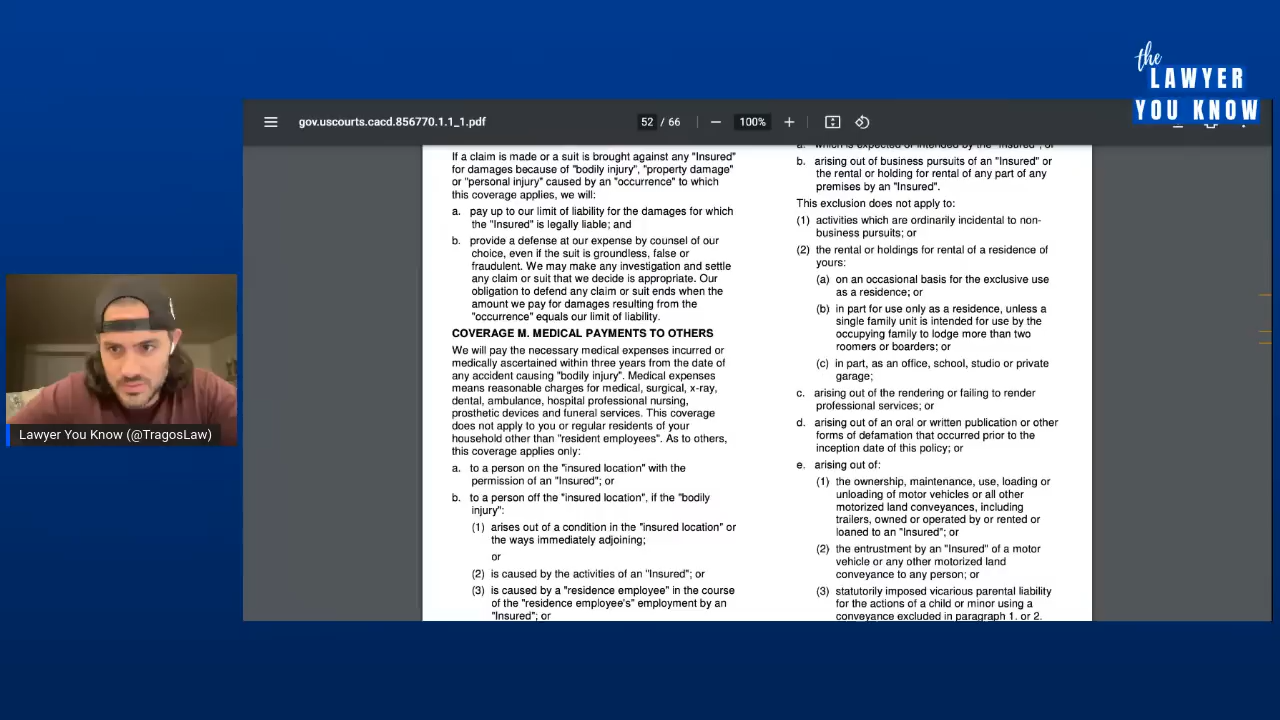 the
LAWYER
YOU KNOW
gov.uscourts.cacd.856770.1.1_1.pdf
52 / 66
100%
If a claim is made or a suit is brought against any "Insured"
for damages because of "bodily injury", "property damage"
or "personal injury" caused by an "occurrence" to which
this coverage applies, we will:
a. pay up to our limit of liability for the damages for which
the "Insured" is legally liable; and
b. provide a defense at our expense by counsel of our
choice, even if the suit is groundless, false or
fraudulent. We may make any investigation and settle
any claim or suit that we decide is appropriate. Our
obligation to defend any claim or suit ends when the
amount we pay for damages resulting from the
"occurrence" equals our limit of liability.
COVERAGE M. MEDICAL PAYMENTS TO OTHERS
We will pay the necessary medical expenses incurred or
medically ascertained within three years from the date of
any accident causing "bodily injury". Medical expenses
means reasonable charges for medical, surgical, x-ray,
dental, ambulance, hospital professional nursing,
prosthetic devices and funeral services. This coverage
does not apply to you or regular residents of your
household other than "resident employees". As to others,
this coverage applies only:
a. to a person on the "insured location" with the
permission of an "Insured"; or
b. to a person off the "insured location", if the "bodily
injury":
(1) arises out of a condition in the "insured location" or
the ways immediately adjoining;
or
(2) is caused by the activities of an "Insured"; or
(3) is caused by a "residence employee" in the course
of the "residence employee's" employment by an
"Insured"; or
a. which is expected or intended by the "Insured"; or
b. arising out of business pursuits of an "Insured" or
the rental or holding for rental of any part of any
premises by an "Insured".
This exclusion does not apply to:
(1) activities which are ordinarily incidental to non-
business pursuits; or
(2) the rental or holdings for rental of a residence of
yours:
(a) on an occasional basis for the exclusive use
as a residence; or
(b) in part for use only as a residence, unless a
single family unit is intended for use by the
occupying family to lodge more than two
roomers or boarders; or
(c) in part, as an office, school, studio or private
garage;
c. arising out of the rendering or failing to render
professional services; or
d. arising out of an oral or written publication or other
forms of defamation that occurred prior to the
inception date of this policy; or
e. arising out of:
(1) the ownership, maintenance, use, loading or
unloading of motor vehicles or all other
motorized land conveyances, including
trailers, owned or operated by or rented or
loaned to an "Insured"; or
(2) the entrustment by an "Insured" of a motor
vehicle or any other motorized land
conveyance to any person; or
(3) statutorily imposed vicarious parental liability
for the actions of a child or minor using a
conveyance excluded in paragraph 1. or 2.
Lawyer You Know (@TragosLaw)